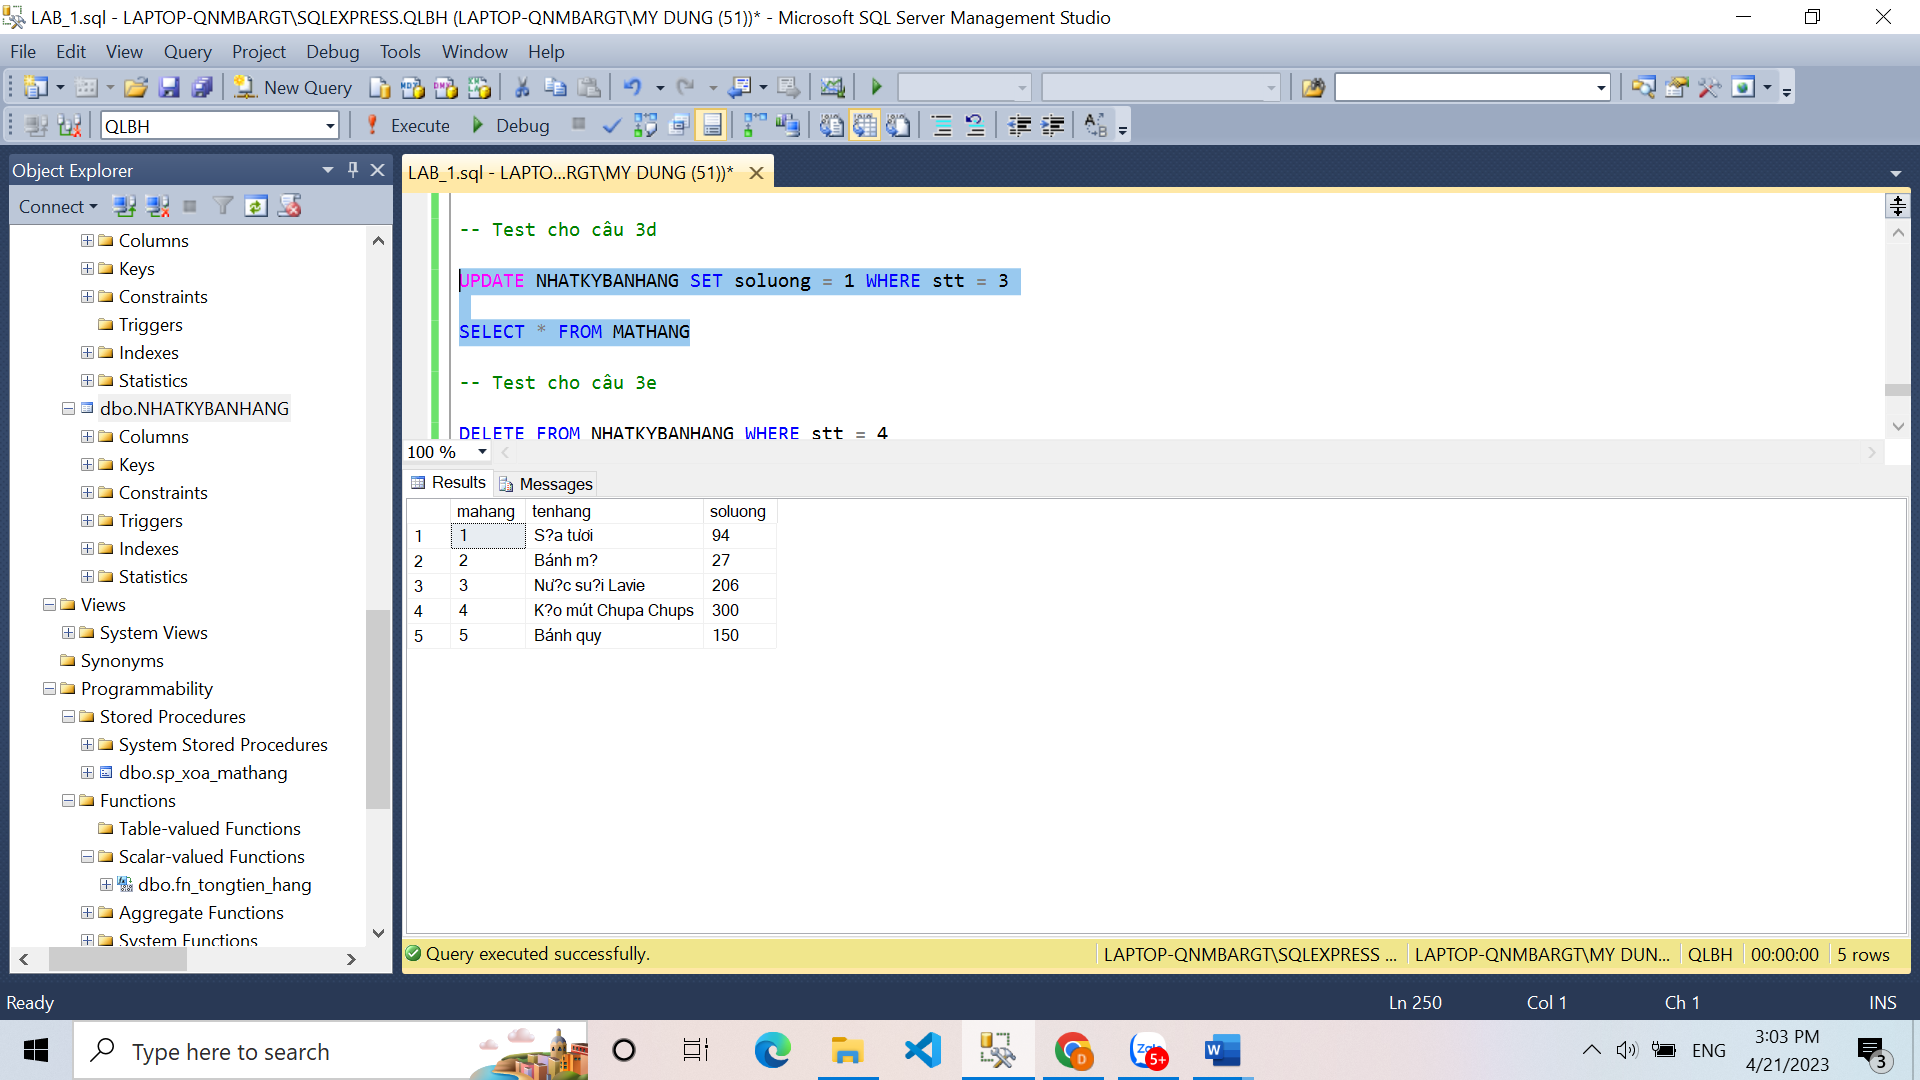 LAB_1.sql - LAPTOP-QNMBARGT\SQLEXPRESS.QLBH (LAPTOP-QNMBARGT\MY DUNG (51))* - Microsoft SQL Server Management Studio
File Edit View Query Project Debug Tools Window Help
New Query
QLBH Execute Debug
Object Explorer
Connect
Columns
Keys
Constraints
Triggers
Indexes
Statistics
dbo.NHATKYBANHANG
Columns
Keys
Constraints
Triggers
Indexes
Statistics
Views
System Views
Synonyms
Programmability
Stored Procedures
System Stored Procedures
dbo.sp_xoa_mathang
Functions
Table-valued Functions
Scalar-valued Functions
dbo.fn_tongtien_hang
Aggregate Functions
System Functions
LAB_1.sql - LAPTO...RGT\MY DUNG (51))*
-- Test cho câu 3d
UPDATE NHATKYBANHANG SET soluong = 1 WHERE stt = 3
SELECT * FROM MATHANG
-- Test cho câu 3e
DELETE FROM NHATKYBANHANG WHERE stt = 4
100 %
Results Messages
mahang tenhang soluong
1 1 S?a tươi 94
2 2 Bánh m? 27
3 3 Nư?c su?i Lavie 206
4 4 K?o mút Chupa Chups 300
5 5 Bánh quy 150
Query executed successfully. LAPTOP-QNMBARGT\SQLEXPRESS ... LAPTOP-QNMBARGT\MY DUN... QLBH 00:00:00 5 rows
Ready Ln 250 Col 1 Ch 1 INS
Type here to search
Zalo 5+
D
W
ENG
3:03 PM
4/21/2023
3